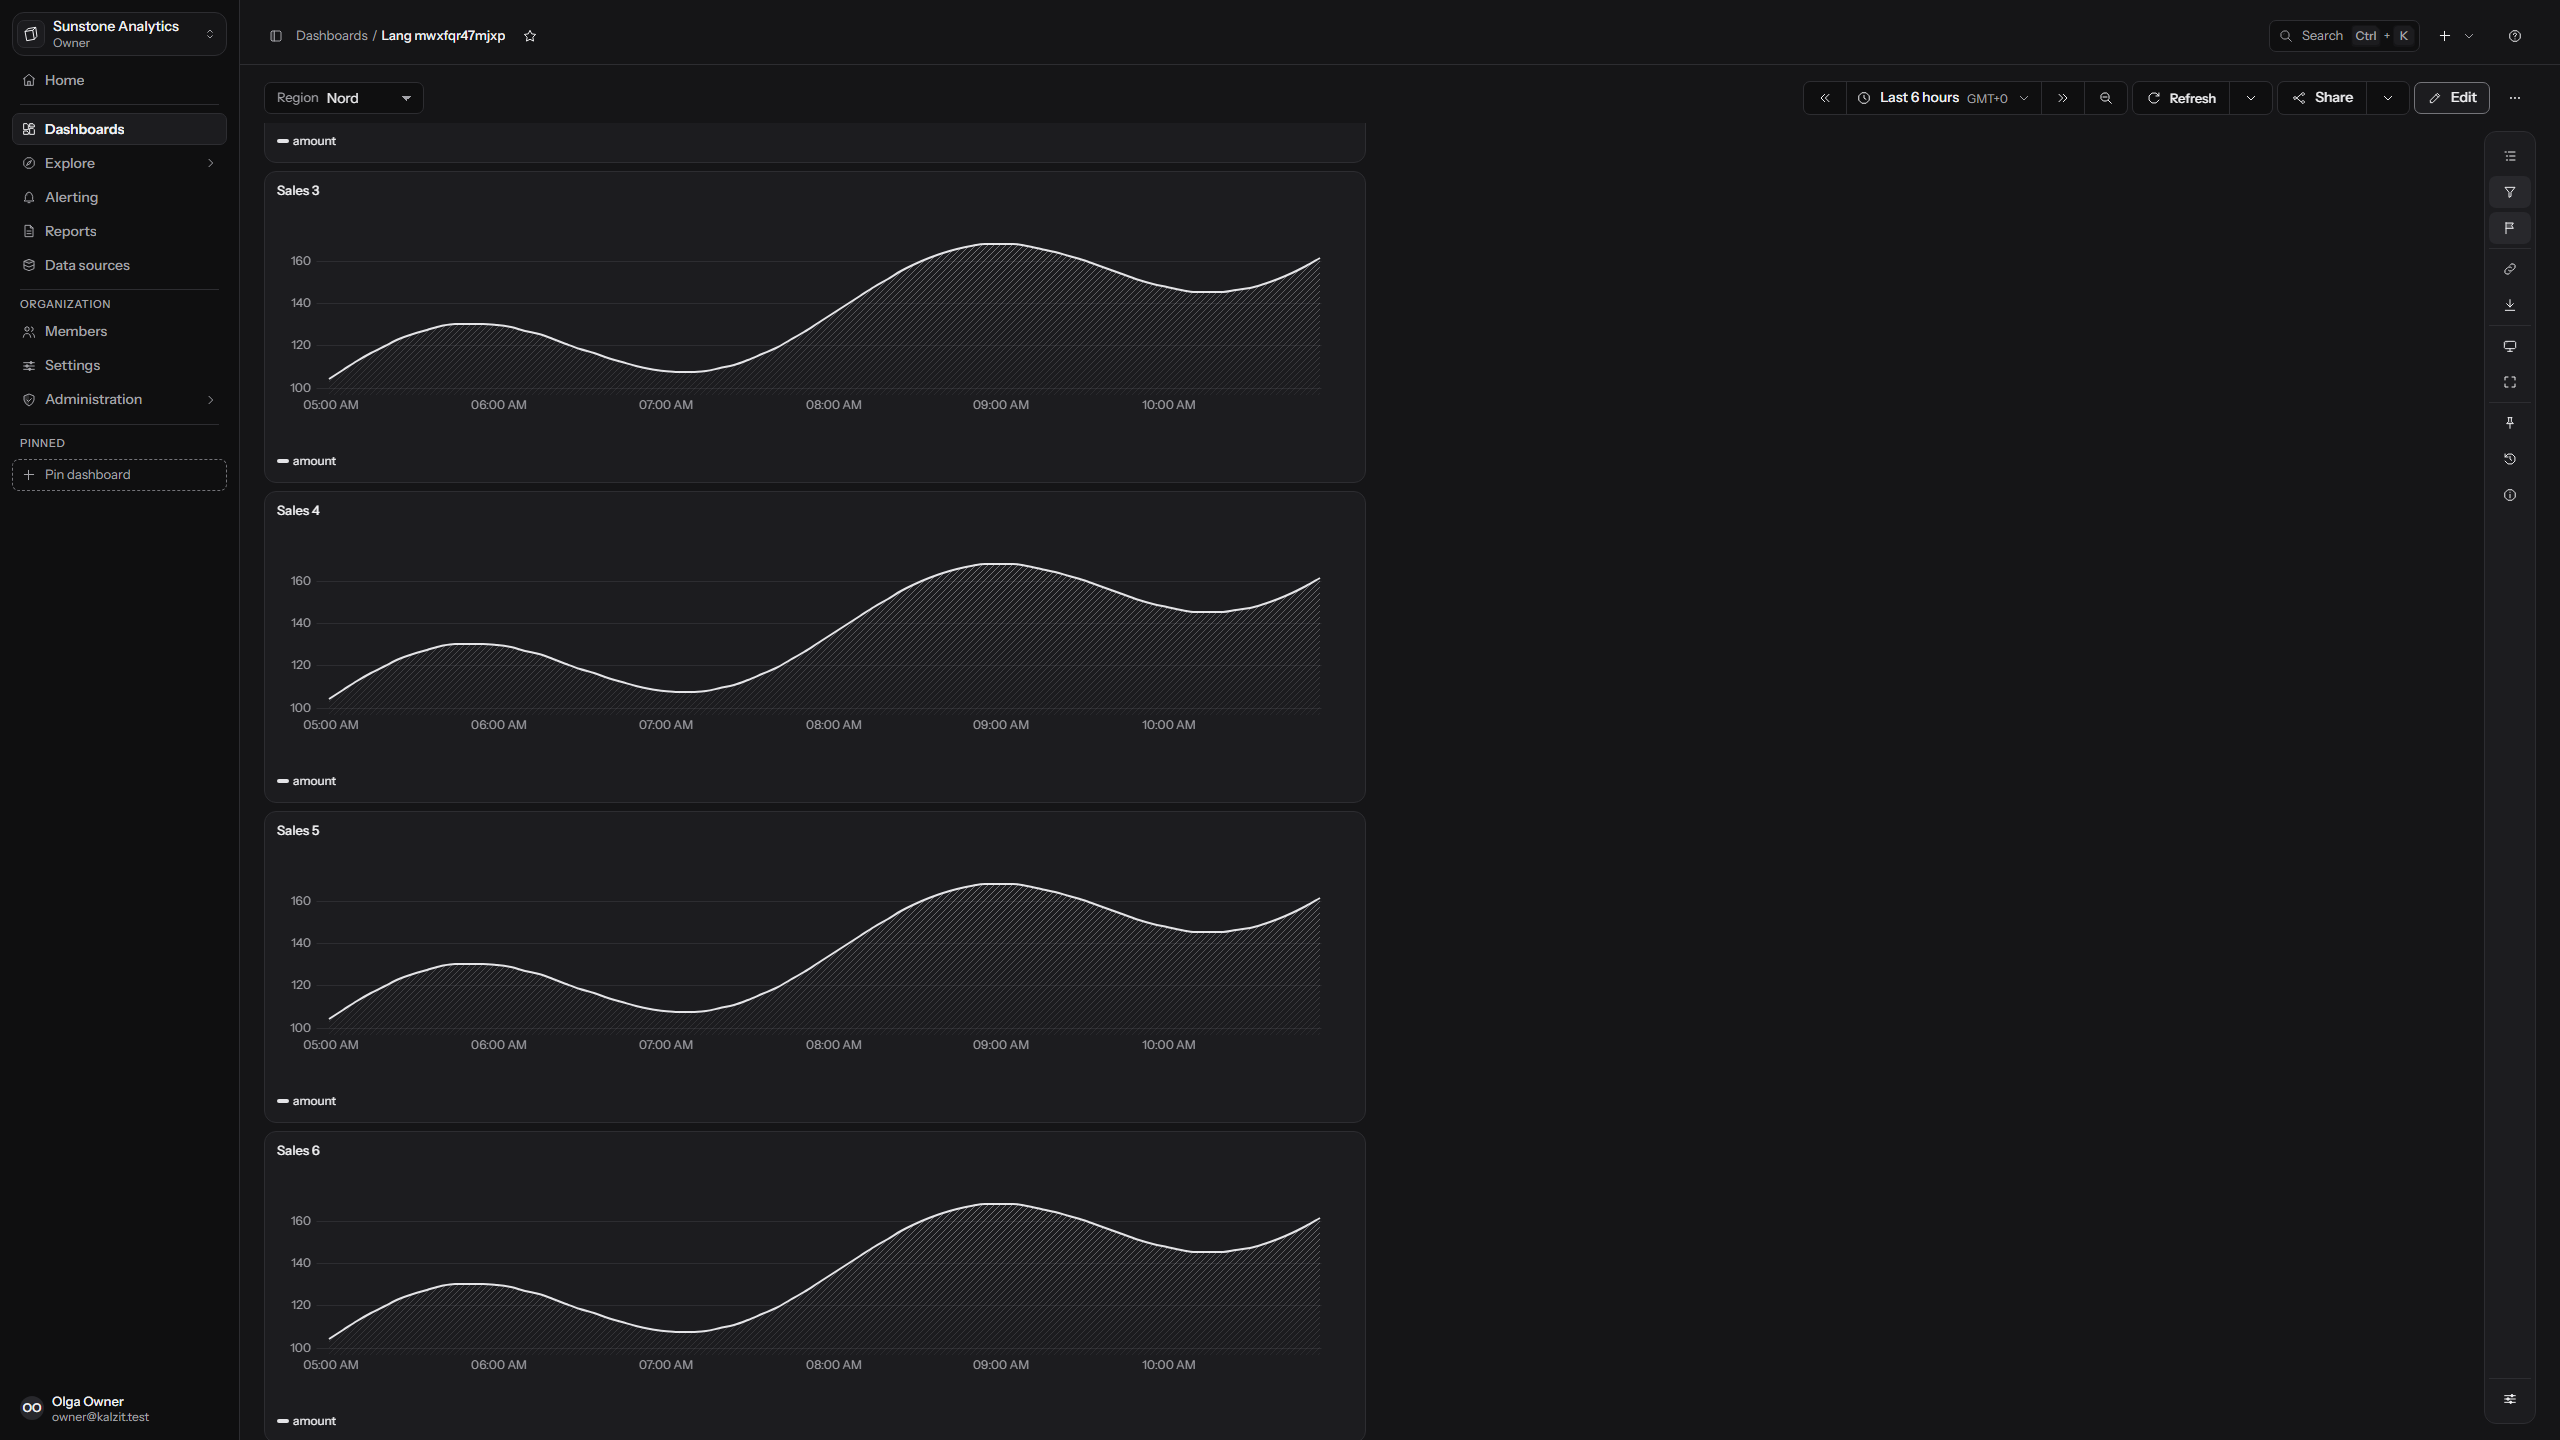 Sunstone Analytics
Owner
Home
Dashboards
Explore
Alerting
Reports
Data sources
ORGANIZATION
Members
Settings
Administration
PINNED
Pin dashboard
Olga Owner
owner@kalzit.test
OO
Dashboards / Lang mwxfqr47mjxp
Search Ctrl + K
Region Nord
Last 6 hours GMT+0
Refresh
Share
Edit
amount
Sales 3
160
140
120
100
05:00 AM 06:00 AM 07:00 AM 08:00 AM 09:00 AM 10:00 AM
amount
Sales 4
160
140
120
100
05:00 AM 06:00 AM 07:00 AM 08:00 AM 09:00 AM 10:00 AM
amount
Sales 5
160
140
120
100
05:00 AM 06:00 AM 07:00 AM 08:00 AM 09:00 AM 10:00 AM
amount
Sales 6
160
140
120
100
05:00 AM 06:00 AM 07:00 AM 08:00 AM 09:00 AM 10:00 AM
amount